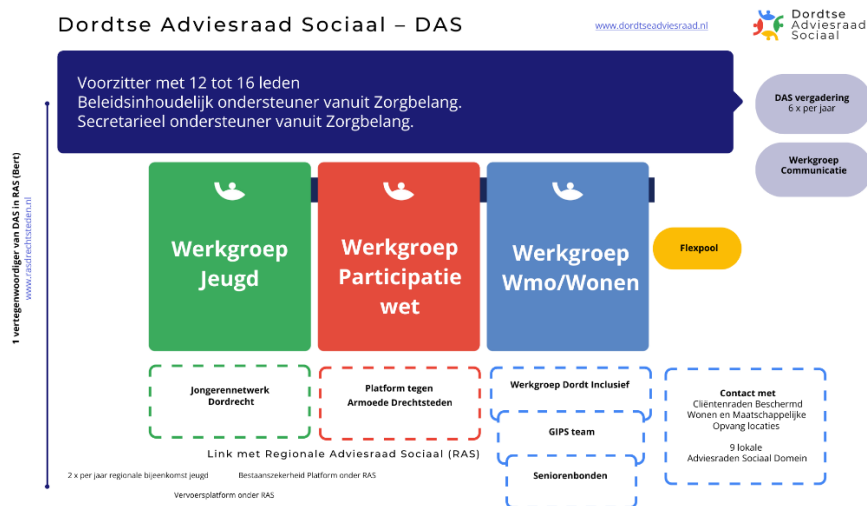 Dordtse Adviesraad Sociaal – DAS
www.dordtseadviesraad.nl
Dordtse
Adviesraad
Sociaal
Voorzitter met 12 tot 16 leden
Beleidsinhoudelijk ondersteuner vanuit Zorgbelang.
Secretarieel ondersteuner vanuit Zorgbelang.
DAS vergadering
6 x per jaar
Werkgroep
Communicatie
1 vertegenwoordiger van DAS in RAS (Bert)
www.rasdrechtsteden.nl
Werkgroep
Jeugd
Werkgroep
Participatie
wet
Werkgroep
Wmo/Wonen
Flexpool
Jongerennetwerk
Dordrecht
Platform tegen
Armoede Drechtsteden
Werkgroep Dordt Inclusief
GIPS team
Seniorenbonden
Contact met
Cliëntenraden Beschermd
Wonen en Maatschappelijke
Opvang locaties
9 lokale
Adviesraden Sociaal Domein
Link met Regionale Adviesraad Sociaal (RAS)
2 x per jaar regionale bijeenkomst jeugd
Bestaanszekerheid Platform onder RAS
Vervoersplatform onder RAS